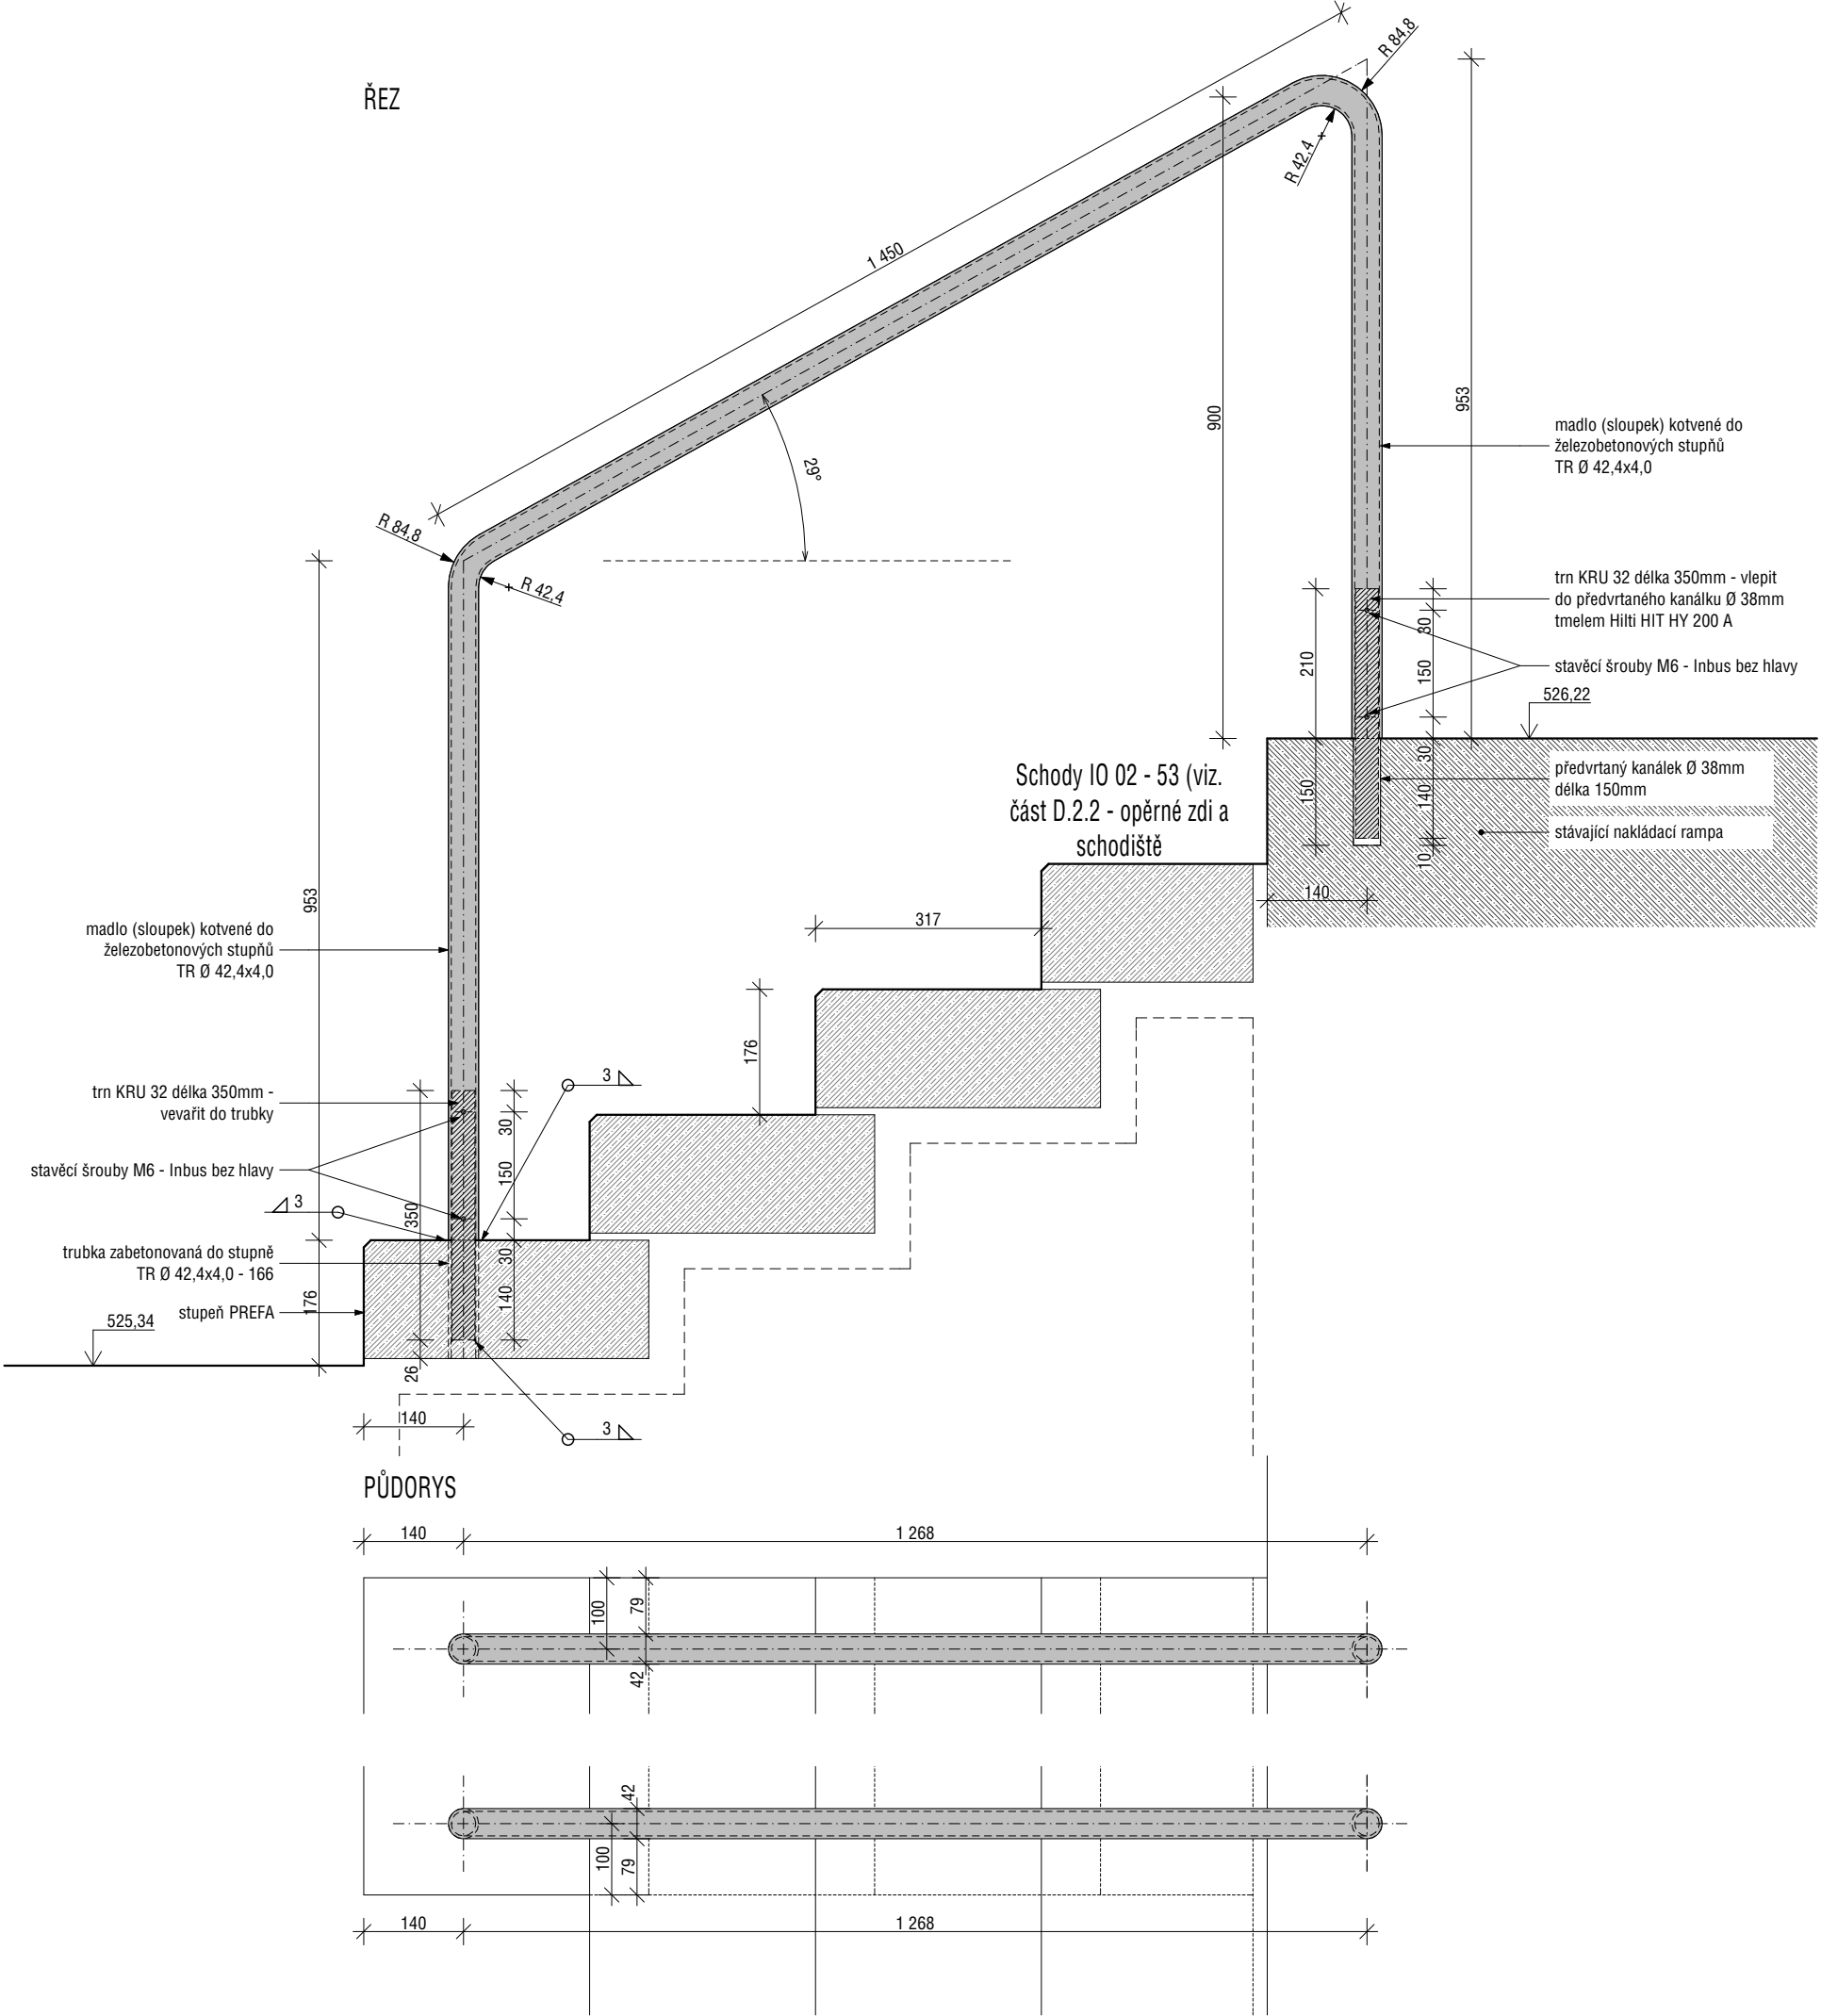 ŘEZ
R 84,8
R 42,4
1 450
900
953
29°
R 84,8
R 42,4
madlo (sloupek) kotvené do
železobetonových stupňů
TR Ø 42,4x4,0
trn KRU 32 délka 350mm - vlepit
do předvrtaného kanálku Ø 38mm
tmelem Hilti HIT HY 200 A
stavěcí šrouby M6 - Inbus bez hlavy
526,22
210
150
30
150
30
140
10
předvrtaný kanálek Ø 38mm
délka 150mm
stávající nakládací rampa
140
Schody IO 02 - 53 (viz.
část D.2.2 - opěrné zdi a
schodiště
317
176
953
madlo (sloupek) kotvené do
železobetonových stupňů
TR Ø 42,4x4,0
trn KRU 32 délka 350mm -
vevařit do trubky
stavěcí šrouby M6 - Inbus bez hlavy
3
3
350
30
150
30
140
trubka zabetonovaná do stupně
TR Ø 42,4x4,0 - 166
stupeň PREFA
176
525,34
26
140
3
PŮDORYS
140
1 268
100
79
42
42
100
79
140
1 268